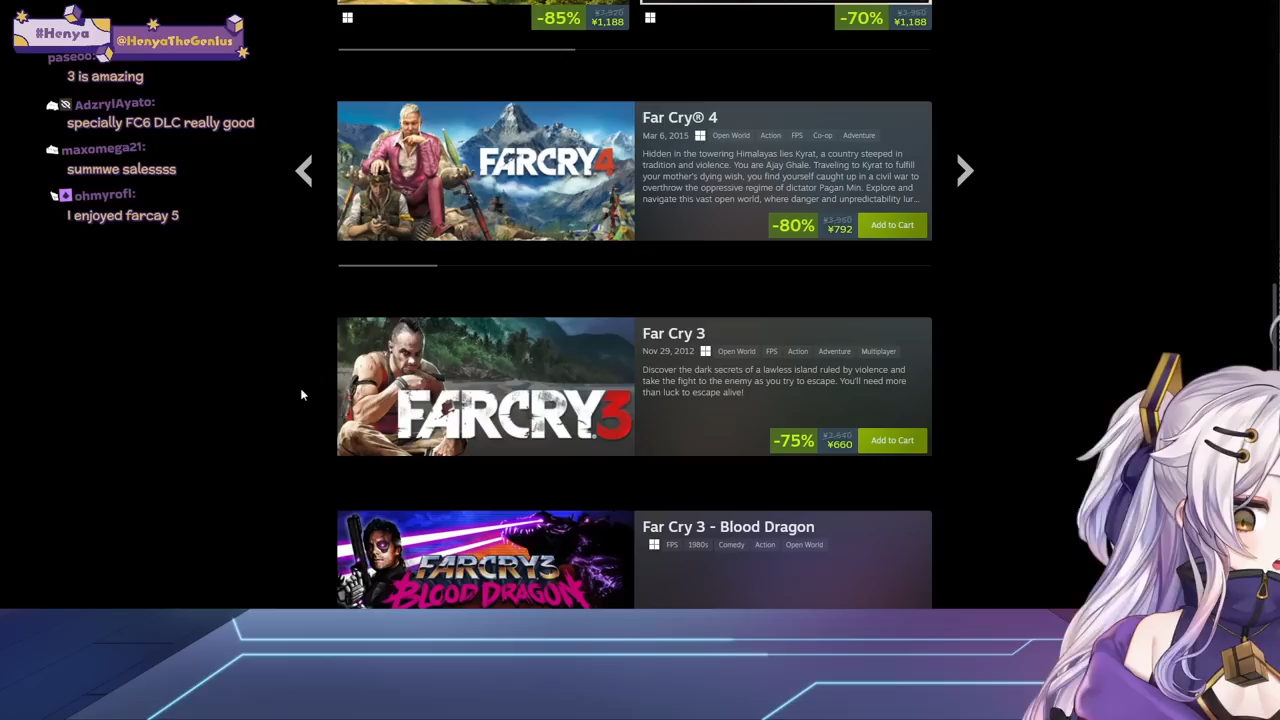 #Henya
@HenyaTheGenius
paseoo:
3 is amazing
AdzrylAyato:
specially FC6 DLC really good
maxomega21:
summwe salessss
ohmyrofl:
I enjoyed farcay 5
-85%
¥7,920
¥1,188
-70%
¥3,960
¥1,188
FARCRY4
Far Cry® 4
Mar 6, 2015 Open World Action FPS Co-op Adventure
Hidden in the towering Himalayas lies Kyrat, a country steeped in
tradition and violence. You are Ajay Ghale. Traveling to Kyrat to fulfill
your mother's dying wish, you find yourself caught up in a civil war to
overthrow the oppressive regime of dictator Pagan Min. Explore and
navigate this vast open world, where danger and unpredictability lur...
-80%
¥3,960
¥792
Add to Cart
FARCRY3
Far Cry 3
Nov 29, 2012 Open World FPS Action Adventure Multiplayer
Discover the dark secrets of a lawless island ruled by violence and
take the fight to the enemy as you try to escape. You'll need more
than luck to escape alive!
-75%
¥2,640
¥660
Add to Cart
FARCRY3
BLOOD DRAGON
Far Cry 3 - Blood Dragon
FPS 1980s Comedy Action Open World